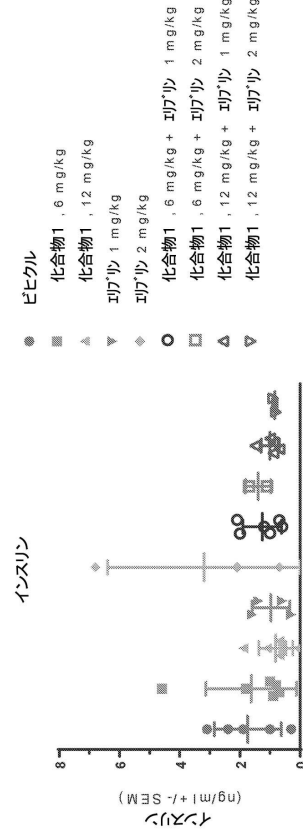 インスリン
インスリン
(ng/ml +/- SEM)
8
6
4
2
0
ビヒクル
化合物1 , 6 mg/kg
化合物1 , 12 mg/kg
ｴﾘﾌﾞﾘﾝ 1 mg/kg
ｴﾘﾌﾞﾘﾝ 2 mg/kg
化合物1 , 6 mg/kg + ｴﾘﾌﾞﾘﾝ 1 mg/kg
化合物1 , 6 mg/kg + ｴﾘﾌﾞﾘﾝ 2 mg/kg
化合物1 , 12 mg/kg + ｴﾘﾌﾞﾘﾝ 1 mg/kg
化合物1 , 12 mg/kg + ｴﾘﾌﾞﾘﾝ 2 mg/kg